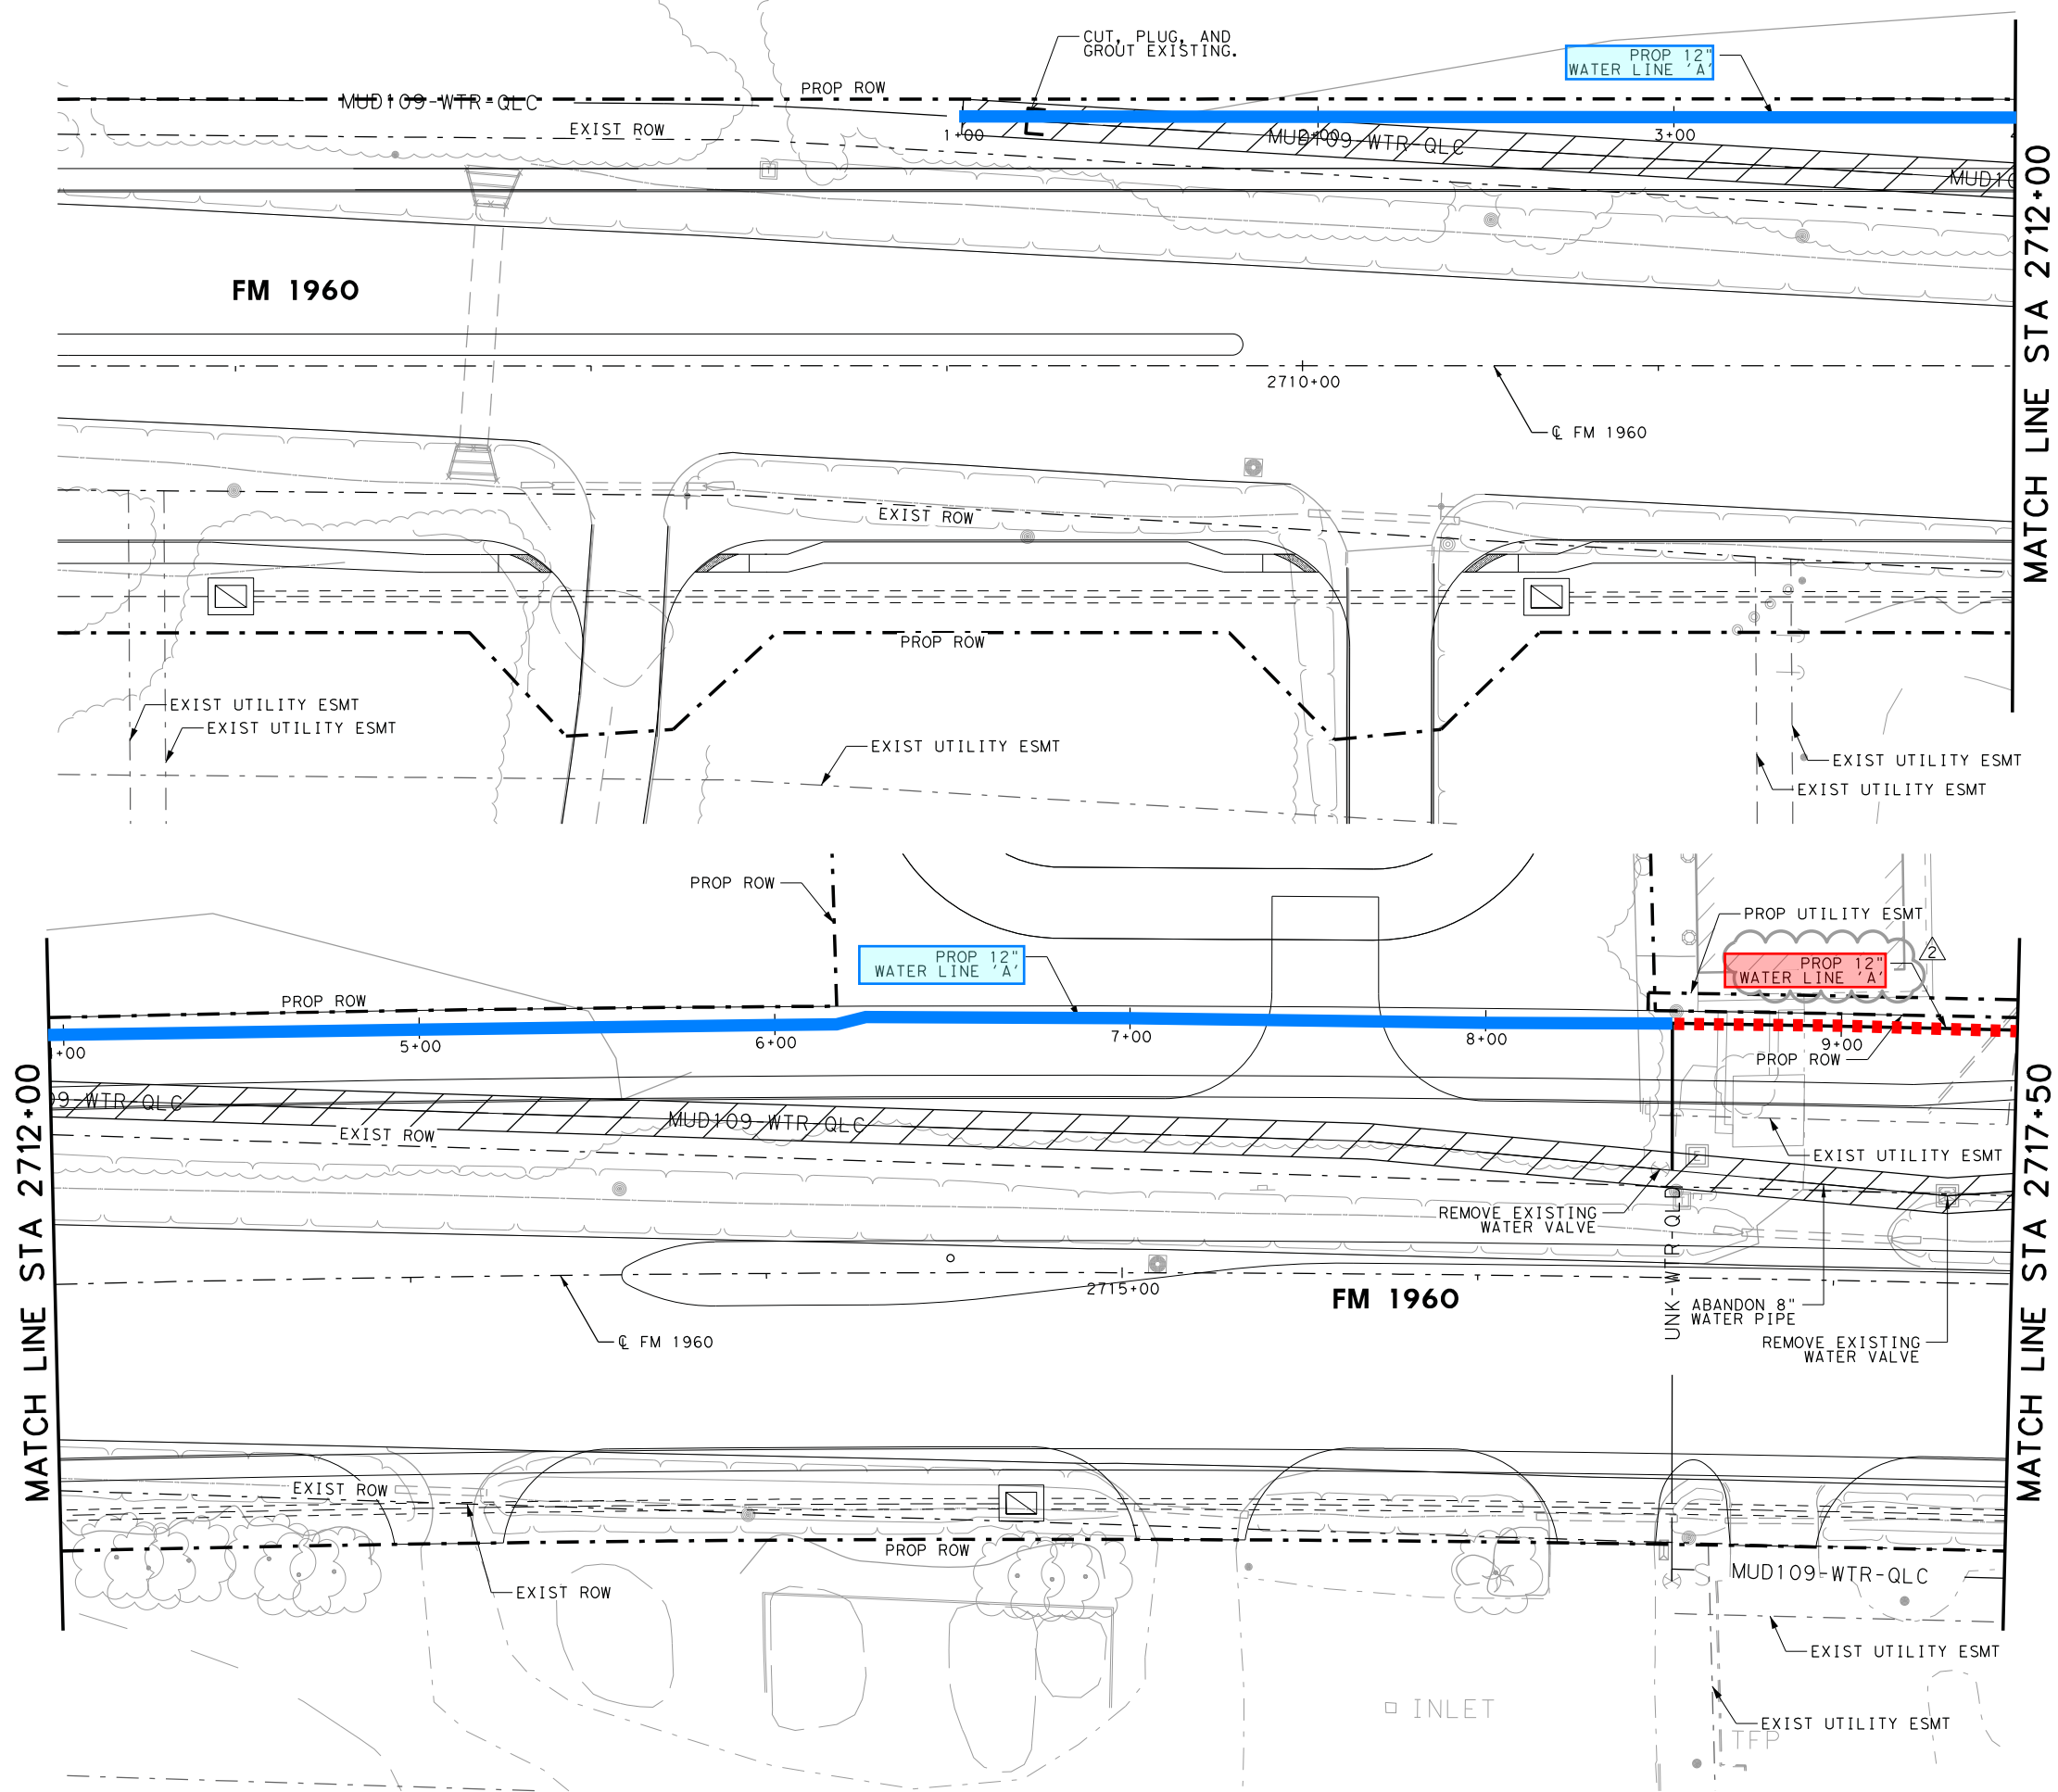 CUT, PLUG, AND
GROUT EXISTING.
PROP 12"
WATER LINE 'A'
PROP ROW
MUD109-WTR-QLC
EXIST ROW
1+00
2+00
3+00
MUD109-WTR-QLC
MUD10
MATCH LINE STA 2712+00
FM 1960
2710+00
℄ FM 1960
EXIST ROW
PROP ROW
EXIST UTILITY ESMT
EXIST UTILITY ESMT
EXIST UTILITY ESMT
EXIST UTILITY ESMT
EXIST UTILITY ESMT
PROP ROW
PROP UTILITY ESMT
PROP 12"
WATER LINE 'A'
PROP 12"
WATER LINE 'A'
2
PROP ROW
+00
5+00
6+00
7+00
8+00
9+00
PROP ROW
MATCH LINE STA 2712+00
09-WTR-QLC
MUD109-WTR-QLC
EXIST ROW
EXIST UTILITY ESMT
REMOVE EXISTING
WATER VALVE
UNK-WTR-QLD
2715+00
FM 1960
ABANDON 8"
WATER PIPE
REMOVE EXISTING
WATER VALVE
℄ FM 1960
MATCH LINE STA 2717+50
EXIST ROW
PROP ROW
EXIST ROW
MUD109-WTR-QLC
EXIST UTILITY ESMT
INLET
EXIST UTILITY ESMT
TFP